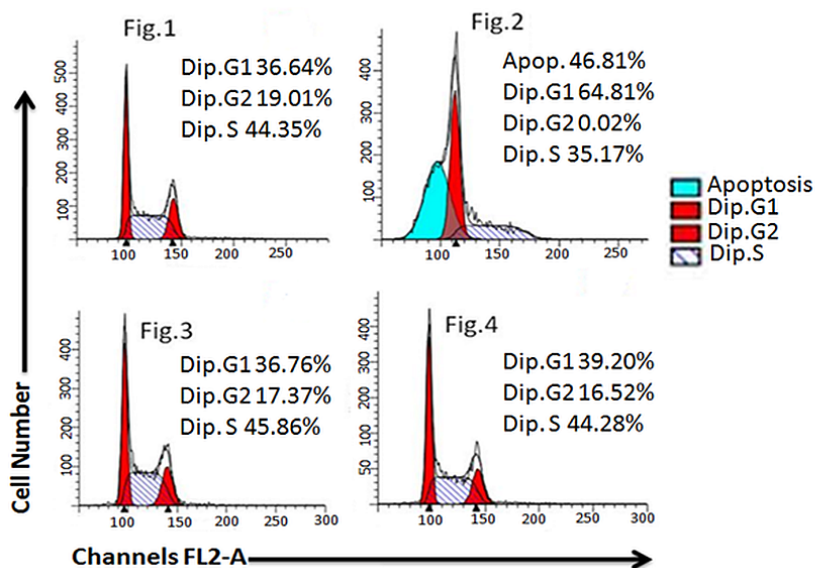 Fig.1
Dip.G1 36.64%
Dip.G2 19.01%
Dip.S 44.35%
500
400
300
200
100
100 150 200 250
Fig.2
Apop. 46.81%
Dip.G1 64.81%
Dip.G2 0.02%
Dip.S 35.17%
400
300
200
100
100 150 200 250
Apoptosis
Dip.G1
Dip.G2
Dip.S
Fig.3
Dip.G1 36.76%
Dip.G2 17.37%
Dip.S 45.86%
400
300
200
100
100 150 200 250 300
Fig.4
Dip.G1 39.20%
Dip.G2 16.52%
Dip.S 44.28%
400
300
200
100
50
100 150 200 250 300
Cell Number
Channels FL2-A